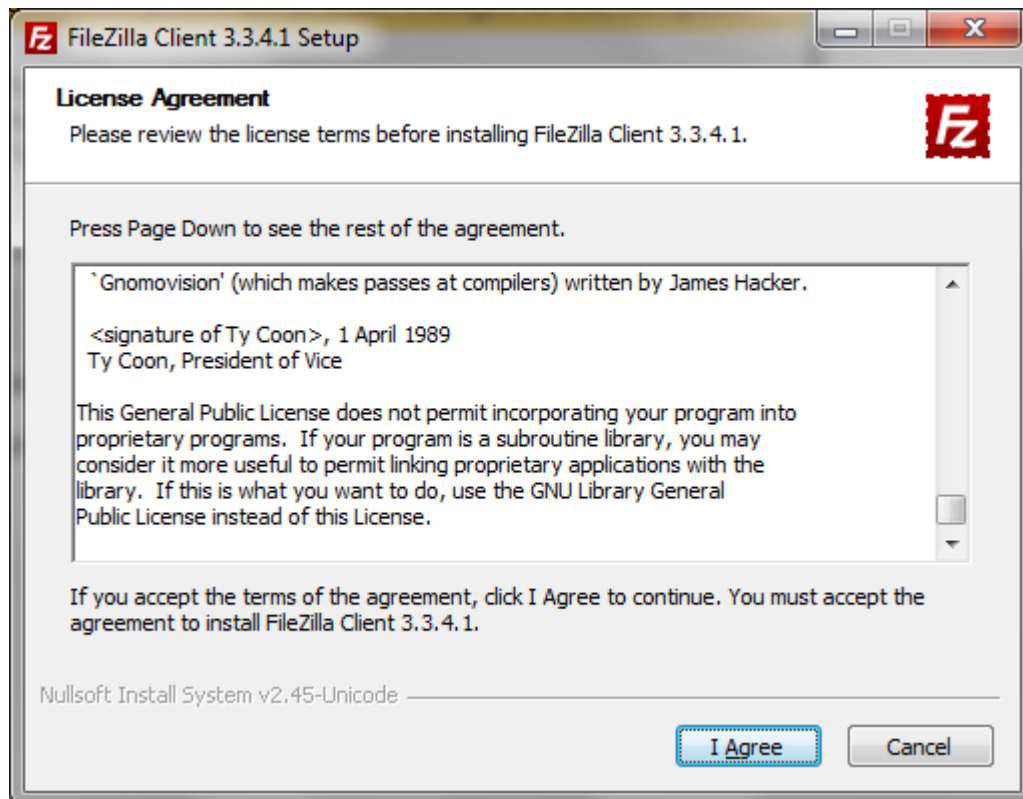 FileZilla Client 3.3.4.1 Setup
License Agreement
Please review the license terms before installing FileZilla Client 3.3.4.1.
Fz
Press Page Down to see the rest of the agreement.
`Gnomovision' (which makes passes at compilers) written by James Hacker.
<signature of Ty Coon>, 1 April 1989
Ty Coon, President of Vice
This General Public License does not permit incorporating your program into
proprietary programs.  If your program is a subroutine library, you may
consider it more useful to permit linking proprietary applications with the
library.  If this is what you want to do, use the GNU Library General
Public License instead of this License.
If you accept the terms of the agreement, click I Agree to continue. You must accept the
agreement to install FileZilla Client 3.3.4.1.
Nullsoft Install System v2.45-Unicode
I Agree
Cancel